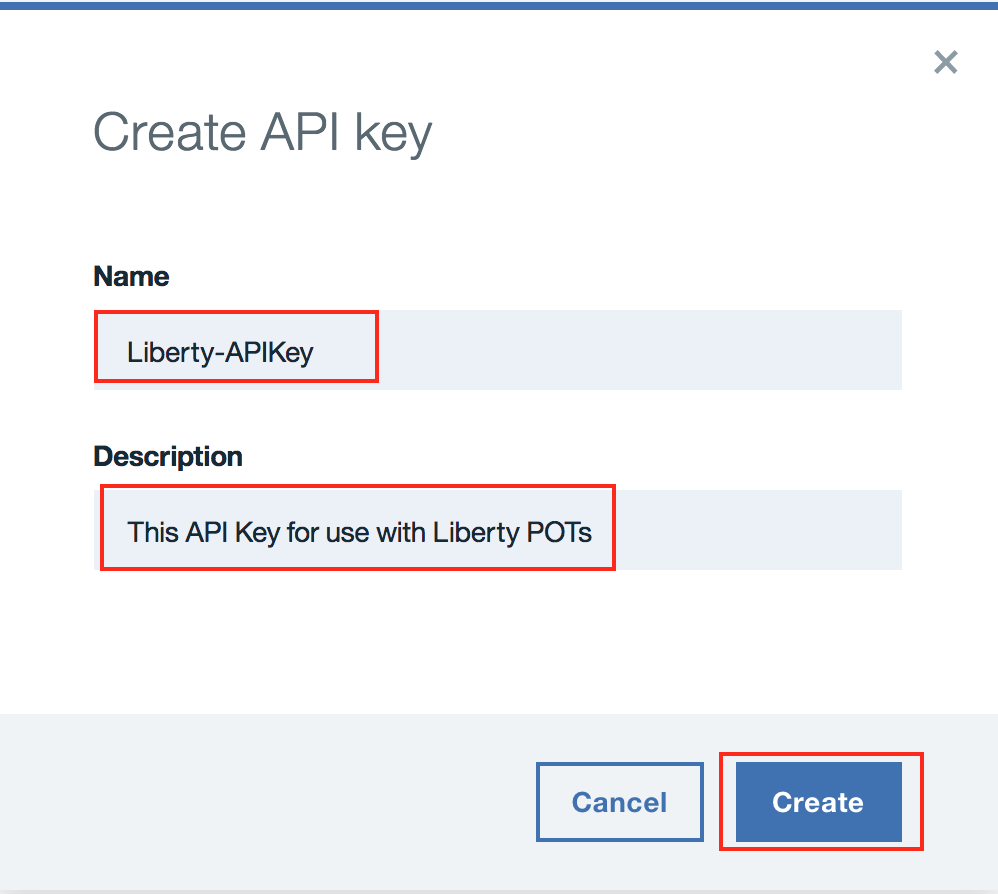 Create API key
Name
Liberty-APIKey
Description
This API Key for use with Liberty POTs
Cancel
Create